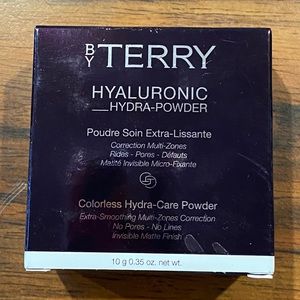 BY TERRY
HYALURONIC
HYDRA-POWDER
Poudre Soin Extra-Lissante
Correction Multi-Zones
Rides - Pores - Défauts
Matité Invisible Micro-Fixante
Colorless Hydra-Care Powder
Extra-Smoothing Multi-Zones Correction
No Pores - No Lines
Invisible Matte Finish
10 g 0.35 oz. net wt.